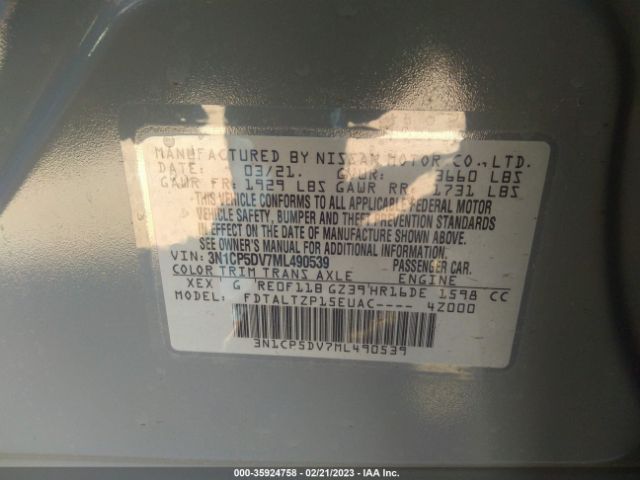 MANUFACTURED BY NISSAN MOTOR CO., LTD.
DATE: 03/21. GVWR: 3660 LBS
GAWR FR: 1929 LBS GAWR RR: 1731 LBS
THIS VEHICLE CONFORMS TO ALL APPLICABLE FEDERAL MOTOR
VEHICLE SAFETY, BUMPER AND THEFT PREVENTION STANDARDS
IN EFFECT ON THE DATE OF MANUFACTURE SHOWN ABOVE.
SEE OWNER'S MANUAL FOR ADDITIONAL INFORMATION.
VIN: 3N1CP5DV7ML490539 PASSENGER CAR.
COLOR TRIM TRANS AXLE ENGINE
XEX G RE0F11B GZ39 HR16DE 1598 CC
MODEL: FDTALTZP15EUAC---- 4Z000
3N1CP5DV7ML490539
000-35924758 - 02/21/2023 - IAA Inc.